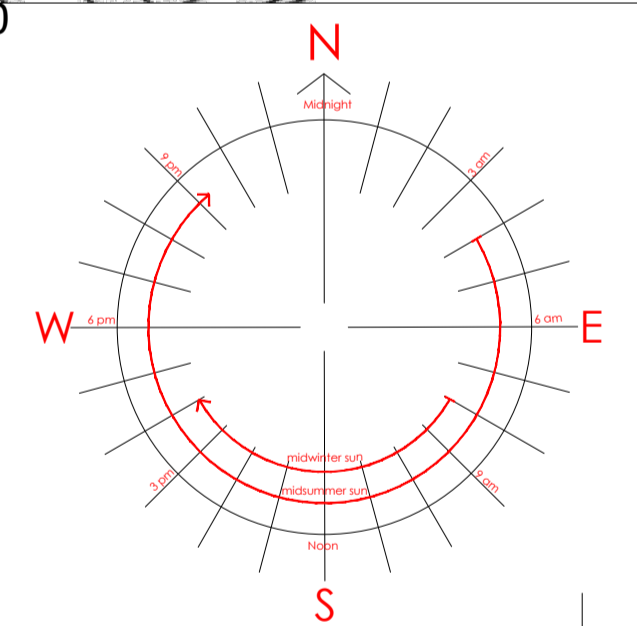 N
Midnight
9 pm
3 am
W
6 pm
6 am
E
midwinter sun
3 pm
9 am
midsummer sun
Noon
S